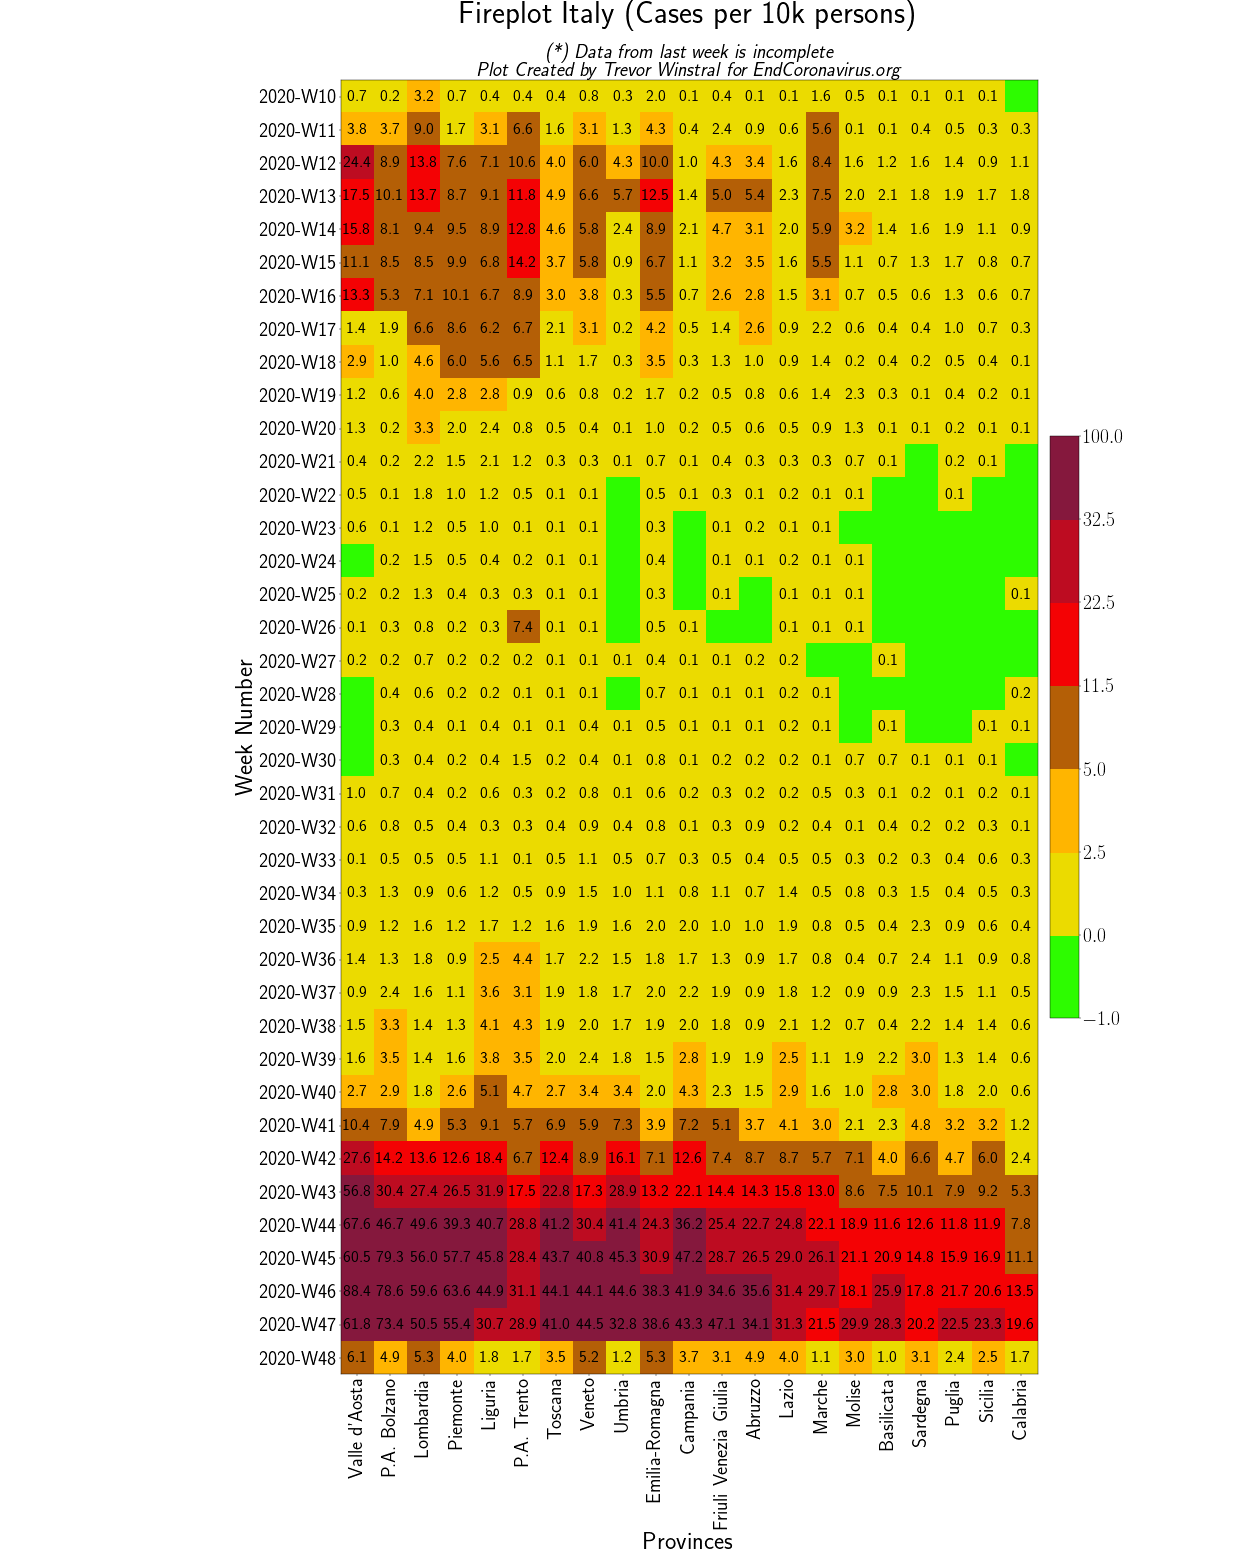 Fireplot Italy (Cases per 10k persons)
(*) Data from last week is incomplete
Plot Created by Trevor Winstral for EndCoronavirus.org
2020-W10 0.7 0.2 3.2 0.7 0.4 0.4 0.4 0.8 0.3 2.0 0.1 0.4 0.1 0.1 1.6 0.5 0.1 0.1 0.1 0.1
2020-W11 3.8 3.7 9.0 1.7 3.1 6.6 1.6 3.1 1.3 4.3 0.4 2.4 0.9 0.6 5.6 0.1 0.1 0.4 0.5 0.3 0.3
2020-W12 24.4 8.9 13.8 7.6 7.1 10.6 4.0 6.0 4.3 10.0 1.0 4.3 3.4 1.6 8.4 1.6 1.2 1.6 1.4 0.9 1.1
2020-W13 17.5 10.1 13.7 8.7 9.1 11.8 4.9 6.6 5.7 12.5 1.4 5.0 5.4 2.3 7.5 2.0 2.1 1.8 1.9 1.7 1.8
2020-W14 15.8 8.1 9.4 9.5 8.9 12.8 4.6 5.8 2.4 8.9 2.1 4.7 3.1 2.0 5.9 3.2 1.4 1.6 1.9 1.1 0.9
2020-W15 11.1 8.5 8.5 9.9 6.8 14.2 3.7 5.8 0.9 6.7 1.1 3.2 3.5 1.6 5.5 1.1 0.7 1.3 1.7 0.8 0.7
2020-W16 13.3 5.3 7.1 10.1 6.7 8.9 3.0 3.8 0.3 5.5 0.7 2.6 2.8 1.5 3.1 0.7 0.5 0.6 1.3 0.6 0.7
2020-W17 1.4 1.9 6.6 8.6 6.2 6.7 2.1 3.1 0.2 4.2 0.5 1.4 2.6 0.9 2.2 0.6 0.4 0.4 1.0 0.7 0.3
2020-W18 2.9 1.0 4.6 6.0 5.6 6.5 1.1 1.7 0.3 3.5 0.3 1.3 1.0 0.9 1.4 0.2 0.4 0.2 0.5 0.4 0.1
2020-W19 1.2 0.6 4.0 2.8 2.8 0.9 0.6 0.8 0.2 1.7 0.2 0.5 0.8 0.6 1.4 2.3 0.3 0.1 0.4 0.2 0.1
2020-W20 1.3 0.2 3.3 2.0 2.4 0.8 0.5 0.4 0.1 1.0 0.2 0.5 0.6 0.5 0.9 1.3 0.1 0.1 0.2 0.1 0.1
2020-W21 0.4 0.2 2.2 1.5 2.1 1.2 0.3 0.3 0.1 0.7 0.1 0.4 0.3 0.3 0.3 0.7 0.1 0.2 0.1
2020-W22 0.5 0.1 1.8 1.0 1.2 0.5 0.1 0.1 0.5 0.1 0.3 0.1 0.2 0.1 0.1 0.1
2020-W23 0.6 0.1 1.2 0.5 1.0 0.1 0.1 0.1 0.3 0.1 0.2 0.1 0.1
2020-W24 0.2 1.5 0.5 0.4 0.2 0.1 0.1 0.4 0.1 0.1 0.2 0.1 0.1
2020-W25 0.2 0.2 1.3 0.4 0.3 0.3 0.1 0.1 0.3 0.1 0.1 0.1 0.1 0.1
2020-W26 0.1 0.3 0.8 0.2 0.3 7.4 0.1 0.1 0.5 0.1 0.1 0.1 0.1
2020-W27 0.2 0.2 0.7 0.2 0.2 0.2 0.1 0.1 0.1 0.4 0.1 0.1 0.2 0.2 0.1
2020-W28 0.4 0.6 0.2 0.2 0.1 0.1 0.1 0.7 0.1 0.1 0.1 0.2 0.1 0.2
2020-W29 0.3 0.4 0.1 0.4 0.1 0.1 0.4 0.1 0.5 0.1 0.1 0.1 0.2 0.1 0.1 0.1 0.1
2020-W30 0.3 0.4 0.2 0.4 1.5 0.2 0.4 0.1 0.8 0.1 0.2 0.2 0.2 0.1 0.7 0.7 0.1 0.1 0.1
2020-W31 1.0 0.7 0.4 0.2 0.6 0.3 0.2 0.8 0.1 0.6 0.2 0.3 0.2 0.2 0.5 0.3 0.1 0.2 0.1 0.2 0.1
2020-W32 0.6 0.8 0.5 0.4 0.3 0.3 0.4 0.9 0.4 0.8 0.1 0.3 0.9 0.2 0.4 0.1 0.4 0.2 0.2 0.3 0.1
2020-W33 0.1 0.5 0.5 0.5 1.1 0.1 0.5 1.1 0.5 0.7 0.3 0.5 0.4 0.5 0.5 0.3 0.2 0.3 0.4 0.6 0.3
2020-W34 0.3 1.3 0.9 0.6 1.2 0.5 0.9 1.5 1.0 1.1 0.8 1.1 0.7 1.4 0.5 0.8 0.3 1.5 0.4 0.5 0.3
2020-W35 0.9 1.2 1.6 1.2 1.7 1.2 1.6 1.9 1.6 2.0 2.0 1.0 1.0 1.9 0.8 0.5 0.4 2.3 0.9 0.6 0.4
2020-W36 1.4 1.3 1.8 0.9 2.5 4.4 1.7 2.2 1.5 1.8 1.7 1.3 0.9 1.7 0.8 0.4 0.7 2.4 1.1 0.9 0.8
2020-W37 0.9 2.4 1.6 1.1 3.6 3.1 1.9 1.8 1.7 2.0 2.2 1.9 0.9 1.8 1.2 0.9 0.9 2.3 1.5 1.1 0.5
2020-W38 1.5 3.3 1.4 1.3 4.1 4.3 1.9 2.0 1.7 1.9 2.0 1.8 0.9 2.1 1.2 0.7 0.4 2.2 1.4 1.4 0.6
2020-W39 1.6 3.5 1.4 1.6 3.8 3.5 2.0 2.4 1.8 1.5 2.8 1.9 1.9 2.5 1.1 1.9 2.2 3.0 1.3 1.4 0.6
2020-W40 2.7 2.9 1.8 2.6 5.1 4.7 2.7 3.4 3.4 2.0 4.3 2.3 1.5 2.9 1.6 1.0 2.8 3.0 1.8 2.0 0.6
2020-W41 10.4 7.9 4.9 5.3 9.1 5.7 6.9 5.9 7.3 3.9 7.2 5.1 3.7 4.1 3.0 2.1 2.3 4.8 3.2 3.2 1.2
2020-W42 27.6 14.2 13.6 12.6 18.4 6.7 12.4 8.9 16.1 7.1 12.6 7.4 8.7 8.7 5.7 7.1 4.0 6.6 4.7 6.0 2.4
2020-W43 56.8 30.4 27.4 26.5 31.9 17.5 22.8 17.3 28.9 13.2 22.1 14.4 14.3 15.8 13.0 8.6 7.5 10.1 7.9 9.2 5.3
2020-W44 67.6 46.7 49.6 39.3 40.7 28.8 41.2 30.4 41.4 24.3 36.2 25.4 22.7 24.8 22.1 18.9 11.6 12.6 11.8 11.9 7.8
2020-W45 60.5 79.3 56.0 57.7 45.8 28.4 43.7 40.8 45.3 30.9 47.2 28.7 26.5 29.0 26.1 21.1 20.9 14.8 15.9 16.9 11.1
2020-W46 88.4 78.6 59.6 63.6 44.9 31.1 44.1 44.1 44.6 38.3 41.9 34.6 35.6 31.4 29.7 18.1 25.9 17.8 21.7 20.6 13.5
2020-W47 61.8 73.4 50.5 55.4 30.7 28.9 41.0 44.5 32.8 38.6 43.3 47.1 34.1 31.3 21.5 29.9 28.3 20.2 22.5 23.3 19.6
2020-W48 6.1 4.9 5.3 4.0 1.8 1.7 3.5 5.2 1.2 5.3 3.7 3.1 4.9 4.0 1.1 3.0 1.0 3.1 2.4 2.5 1.7
Week Number
Valle d'Aosta
P.A. Bolzano
Lombardia
Piemonte
Liguria
P.A. Trento
Toscana
Veneto
Umbria
Emilia-Romagna
Campania
Friuli Venezia Giulia
Abruzzo
Lazio
Marche
Molise
Basilicata
Sardegna
Puglia
Sicilia
Calabria
Provinces
100.0
32.5
22.5
11.5
5.0
2.5
0.0
−1.0